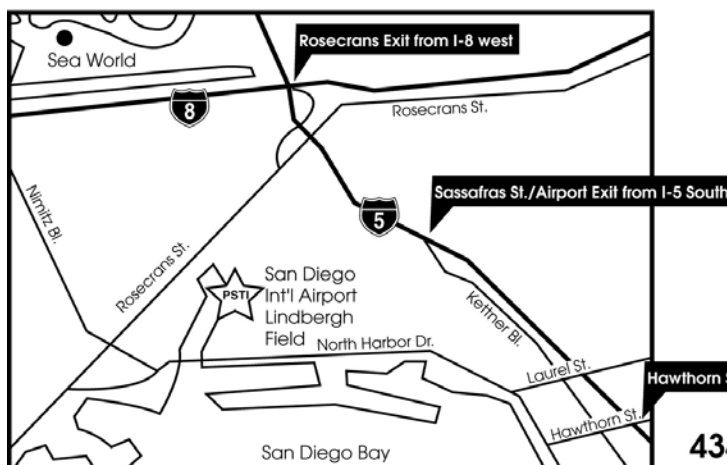 Rosecrans Exit from I-8 west
Sea World
8
Rosecrans St.
Nimitz Bl.
Sassafras St./Airport Exit from I-5 South
5
Rosecrans St.
PSTI
San Diego
Int'l Airport
Lindbergh
Field
Kettner Bl.
North Harbor Dr.
Laurel St.
Hawthorn S
Hawthorn St.
San Diego Bay
43